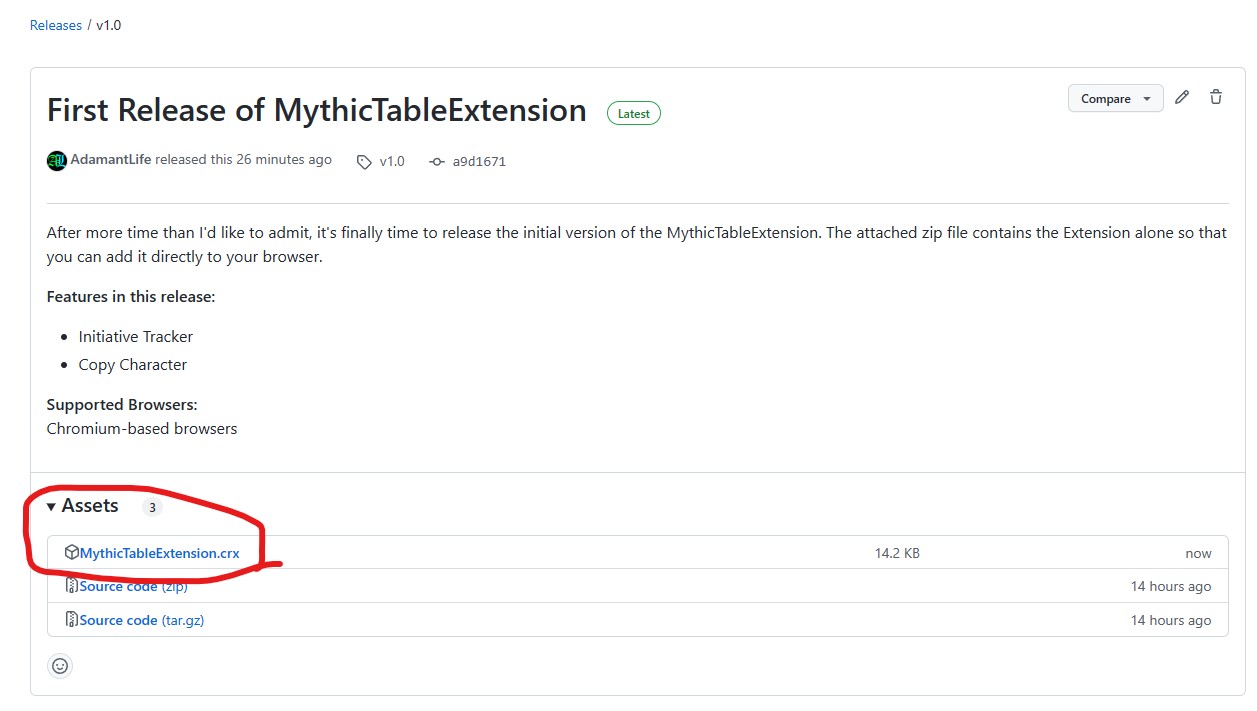 Releases / v1.0
First Release of MythicTableExtension Latest Compare
AdamantLife released this 26 minutes ago v1.0 a9d1671
After more time than I'd like to admit, it's finally time to release the initial version of the MythicTableExtension. The attached zip file contains the Extension alone so that
you can add it directly to your browser.
Features in this release:
• Initiative Tracker
• Copy Character
Supported Browsers:
Chromium-based browsers
Assets 3
MythicTableExtension.crx 14.2 KB now
Source code (zip) 14 hours ago
Source code (tar.gz) 14 hours ago